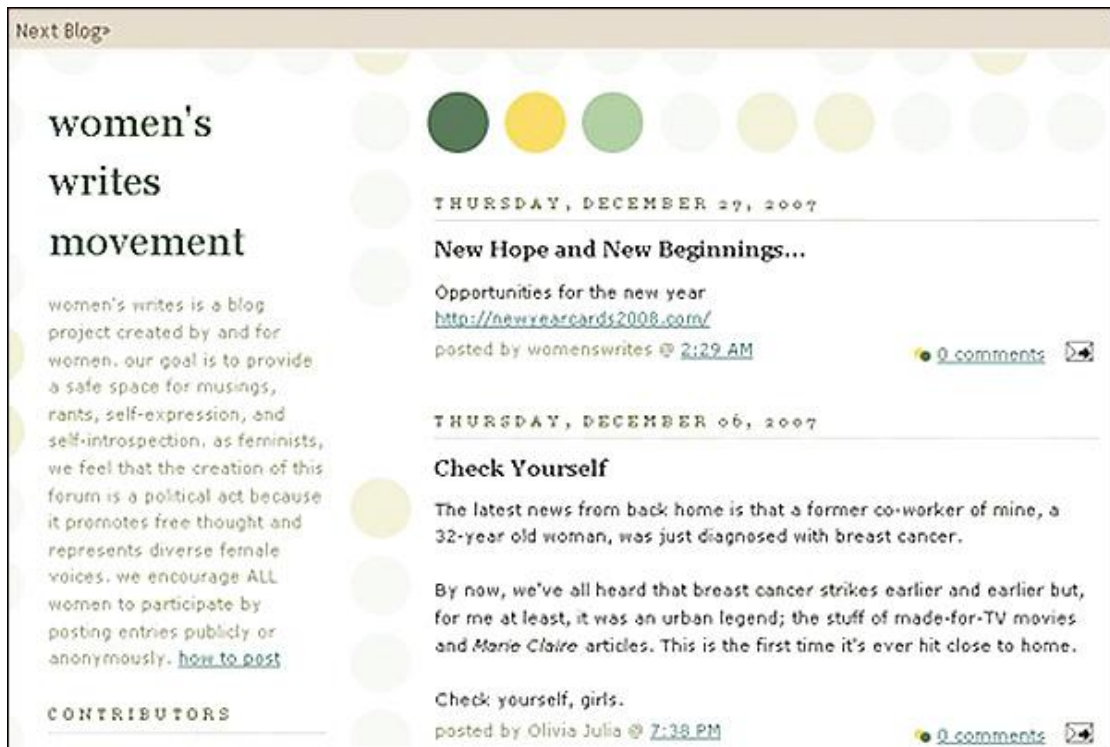 Next Blog»
women's
writes
movement
women's writes is a blog
project created by and for
women. our goal is to provide
a safe space for musings,
rants, self-expression, and
self-introspection. as feminists,
we feel that the creation of this
forum is a political act because
it promotes free thought and
represents diverse female
voices. we encourage ALL
women to participate by
posting entries publicly or
anonymously. how to post
CONTRIBUTORS
THURSDAY, DECEMBER 27, 2007
New Hope and New Beginnings...
Opportunities for the new year
http://newyearcards2008.com/
posted by womenswrites @ 2:29 AM
0 comments
THURSDAY, DECEMBER 06, 2007
Check Yourself
The latest news from back home is that a former co-worker of mine, a
32-year old woman, was just diagnosed with breast cancer.
By now, we've all heard that breast cancer strikes earlier and earlier but,
for me at least, it was an urban legend; the stuff of made-for-TV movies
and Marie Claire articles. This is the first time it's ever hit close to home.
Check yourself, girls.
posted by Olivia Julia @ 7:38 PM
0 comments